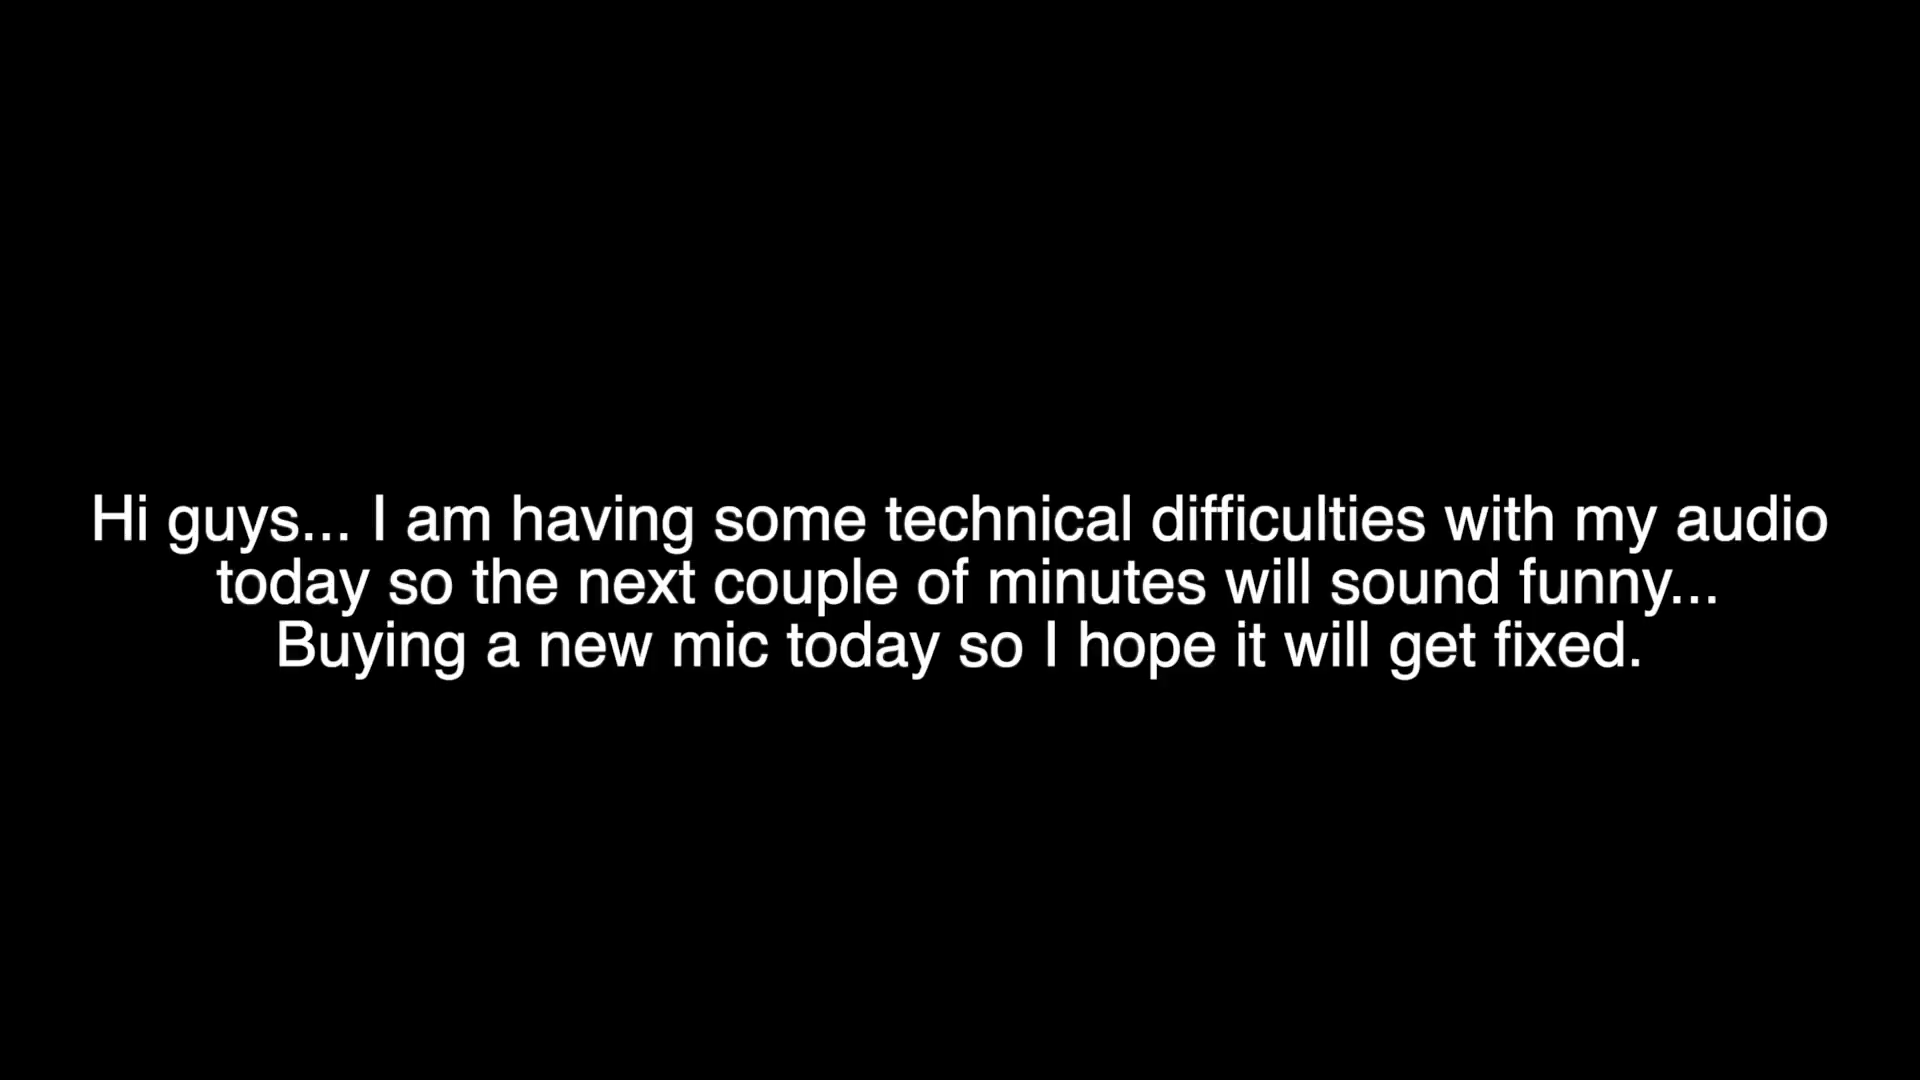 Hi guys... I am having some technical difficulties with my audio
today so the next couple of minutes will sound funny...
Buying a new mic today so I hope it will get fixed.